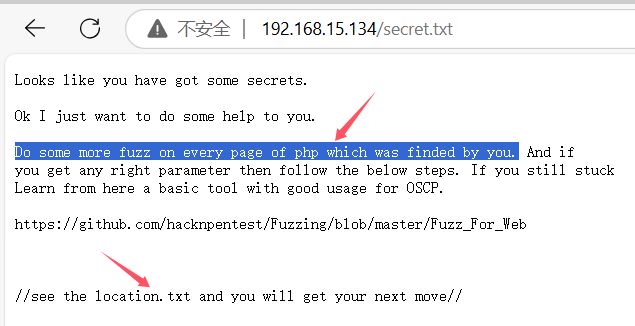 不安全 | 192.168.15.134/secret.txt
Looks like you have got some secrets.
Ok I just want to do some help to you.
Do some more fuzz on every page of php which was finded by you. And if
you get any right parameter then follow the below steps. If you still stuck
Learn from here a basic tool with good usage for OSCP.
https://github.com/hacknpentest/Fuzzing/blob/master/Fuzz_For_Web
//see the location.txt and you will get your next move//